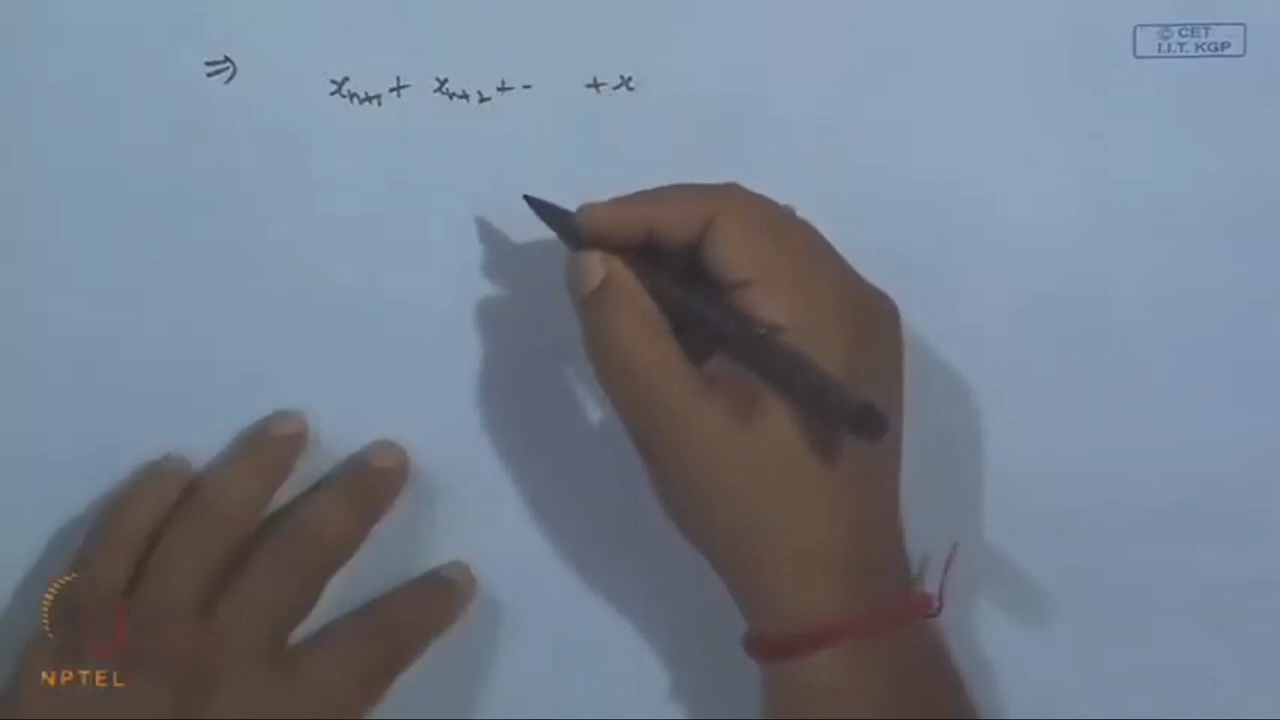 © CET
I.I.T. KGP
⇒ x_{n+1} + x_{n+2} + - + x
NPTEL